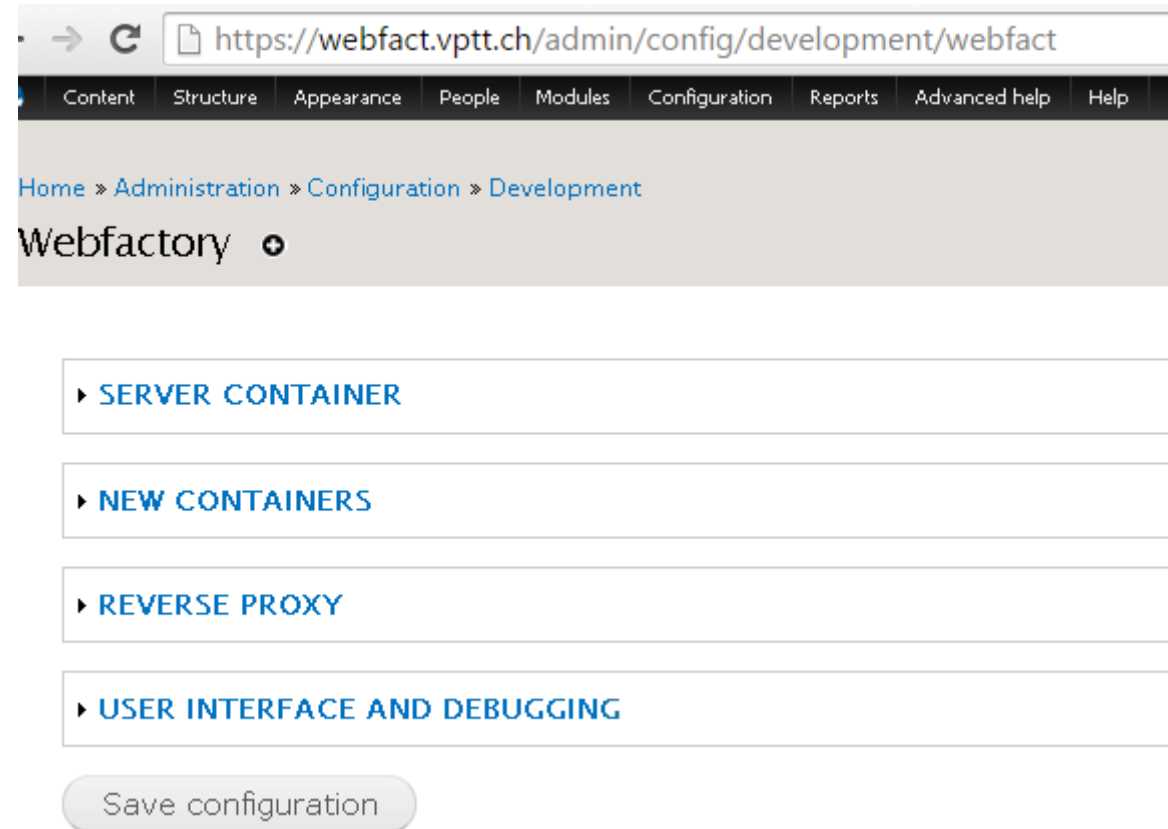 https://webfact.vptt.ch/admin/config/development/webfact
Content Structure Appearance People Modules Configuration Reports Advanced help Help
Home » Administration » Configuration » Development
Webfactory
SERVER CONTAINER
NEW CONTAINERS
REVERSE PROXY
USER INTERFACE AND DEBUGGING
Save configuration